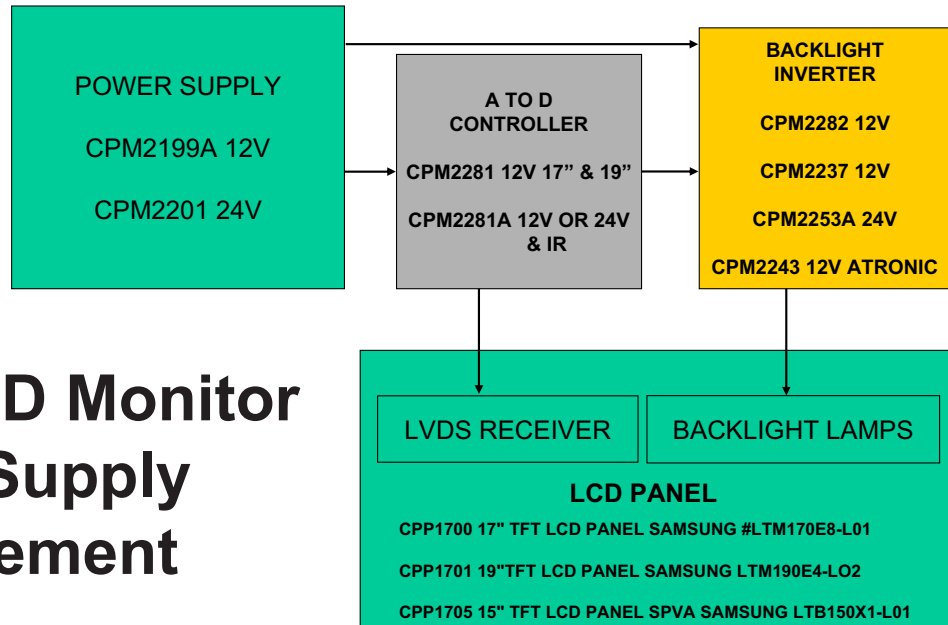 POWER SUPPLY
CPM2199A 12V
CPM2201 24V
A TO D
CONTROLLER
CPM2281 12V 17” & 19”
CPM2281A 12V OR 24V
& IR
BACKLIGHT
INVERTER
CPM2282 12V
CPM2237 12V
CPM2253A 24V
CPM2243 12V ATRONIC
D Monitor
Supply
ement
LVDS RECEIVER
BACKLIGHT LAMPS
LCD PANEL
CPP1700 17" TFT LCD PANEL SAMSUNG #LTM170E8-L01
CPP1701 19"TFT LCD PANEL SAMSUNG LTM190E4-LO2
CPP1705 15" TFT LCD PANEL SPVA SAMSUNG LTB150X1-L01